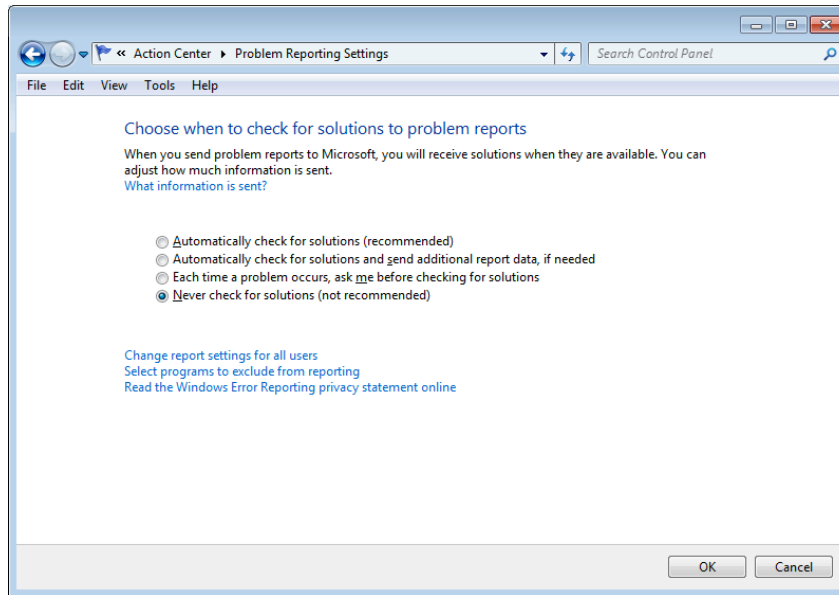 « Action Center ▸ Problem Reporting Settings
Search Control Panel
File Edit View Tools Help
Choose when to check for solutions to problem reports
When you send problem reports to Microsoft, you will receive solutions when they are available. You can
adjust how much information is sent.
What information is sent?
Automatically check for solutions (recommended)
Automatically check for solutions and send additional report data, if needed
Each time a problem occurs, ask me before checking for solutions
Never check for solutions (not recommended)
Change report settings for all users
Select programs to exclude from reporting
Read the Windows Error Reporting privacy statement online
OK Cancel